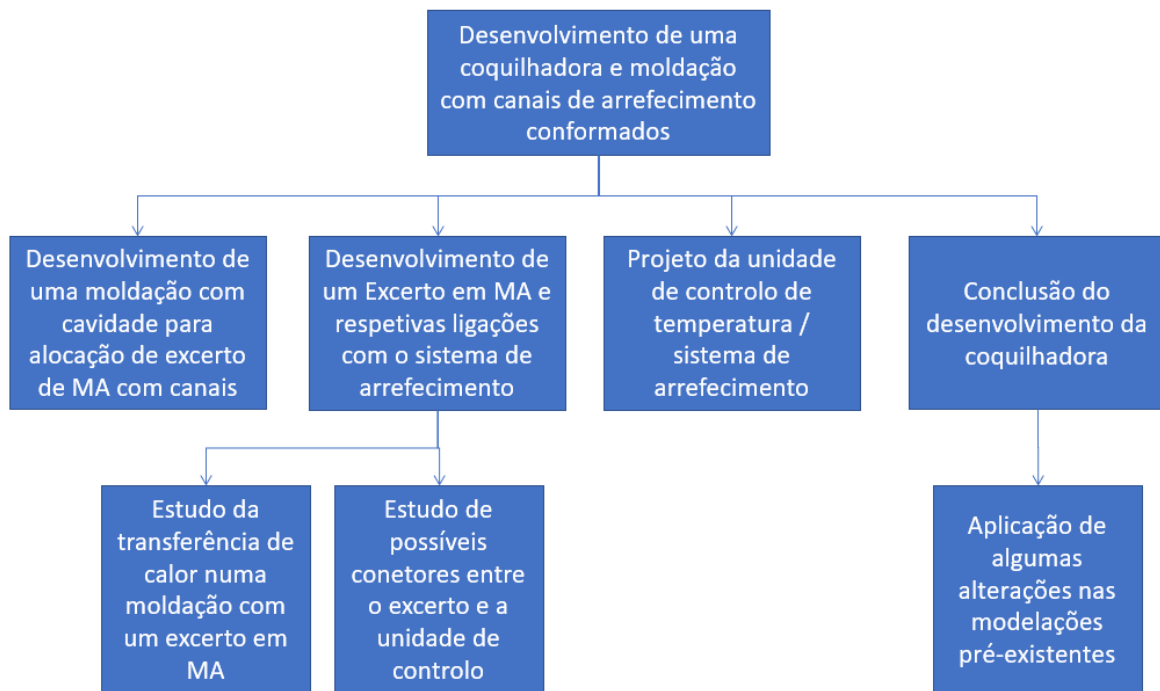 Desenvolvimento de uma
coquilhadora e moldação
com canais de arrefecimento
conformados
Desenvolvimento de
uma moldação com
cavidade para
alocação de excerto
de MA com canais
Desenvolvimento de
um Excerto em MA e
respetivas ligações
com o sistema de
arrefecimento
Projeto da unidade
de controlo de
temperatura /
sistema de
arrefecimento
Conclusão do
desenvolvimento da
coquilhadora
Estudo da
transferência de
calor numa
moldação com
um excerto em
MA
Estudo de
possíveis
conetores entre
o excerto e a
unidade de
controlo
Aplicação de
algumas
alterações nas
modelações
pré-existentes